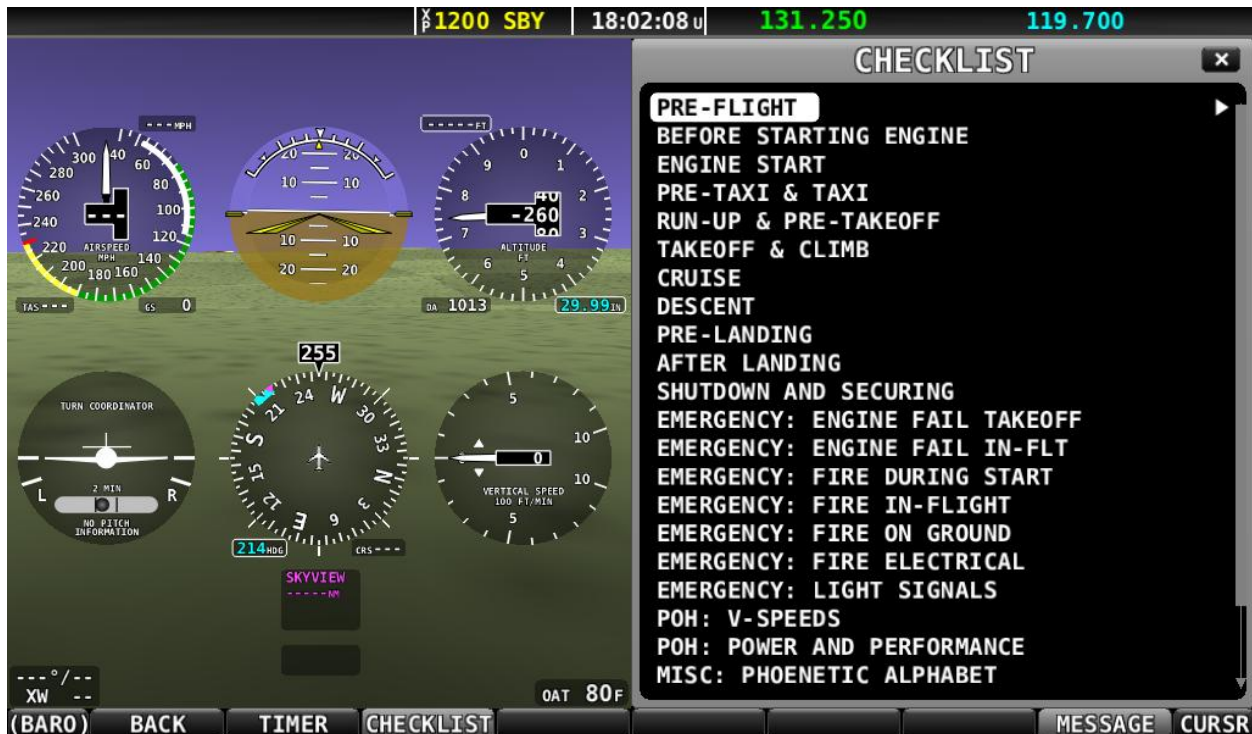 XP 1200 SBY 18:02:08 U 131.250 119.700
---MPH
300 40 60 80 100 120 140 160 180 200 220 240 260 280
AIRSPEED
MPH
---
TAS--- GS 0
20 20
10 10
10 10
20 20
-----FT
0 1 2 3 4 5 6 7 8 9
40
-260
80
ALTITUDE
FT
DA 1013 29.99IN
TURN COORDINATOR
L R
2 MIN
NO PITCH
INFORMATION
255
21 24 W 30 33 N 3 6 E 12 15 S
214HDG CRS---
SKYVIEW
-----NM
5
10
0
VERTICAL SPEED
100 FT/MIN
10
5
---°/--
XW --
OAT 80F
CHECKLIST
PRE-FLIGHT
BEFORE STARTING ENGINE
ENGINE START
PRE-TAXI & TAXI
RUN-UP & PRE-TAKEOFF
TAKEOFF & CLIMB
CRUISE
DESCENT
PRE-LANDING
AFTER LANDING
SHUTDOWN AND SECURING
EMERGENCY: ENGINE FAIL TAKEOFF
EMERGENCY: ENGINE FAIL IN-FLT
EMERGENCY: FIRE DURING START
EMERGENCY: FIRE IN-FLIGHT
EMERGENCY: FIRE ON GROUND
EMERGENCY: FIRE ELECTRICAL
EMERGENCY: LIGHT SIGNALS
POH: V-SPEEDS
POH: POWER AND PERFORMANCE
MISC: PHOENETIC ALPHABET
(BARO) BACK TIMER CHECKLIST MESSAGE CURSR